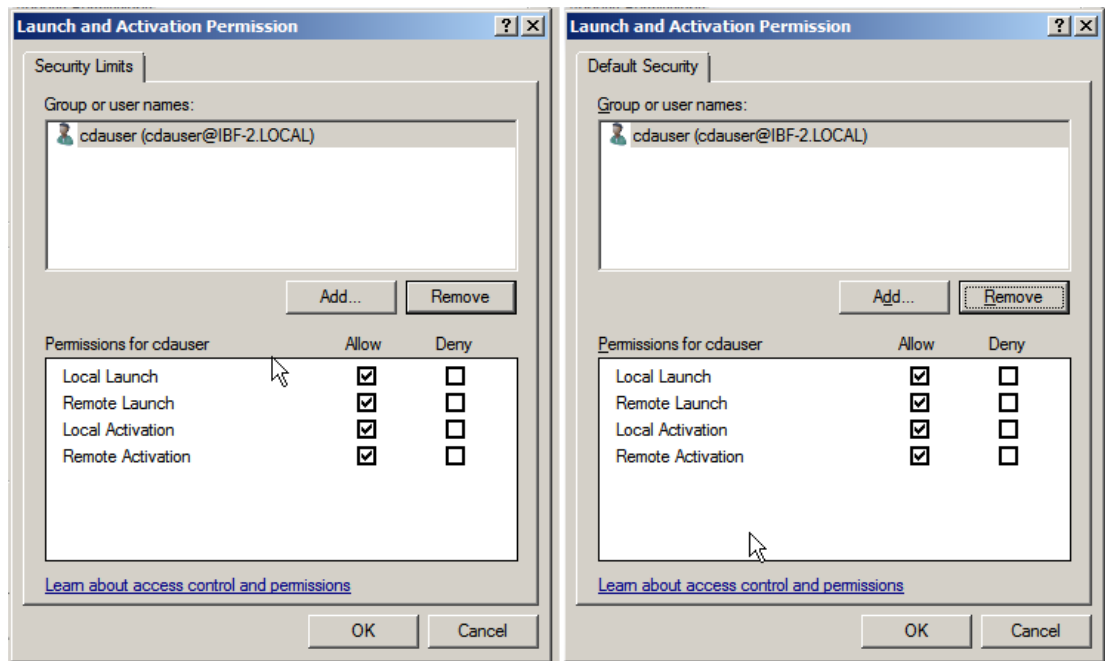 Launch and Activation Permission
Security Limits
Group or user names:
cdauser (cdauser@IBF-2.LOCAL)
Add...
Remove
Permissions for cdauser Allow Deny
Local Launch
Remote Launch
Local Activation
Remote Activation
Learn about access control and permissions
OK
Cancel
Launch and Activation Permission
Default Security
Group or user names:
cdauser (cdauser@IBF-2.LOCAL)
Add...
Remove
Permissions for cdauser Allow Deny
Local Launch
Remote Launch
Local Activation
Remote Activation
Learn about access control and permissions
OK
Cancel